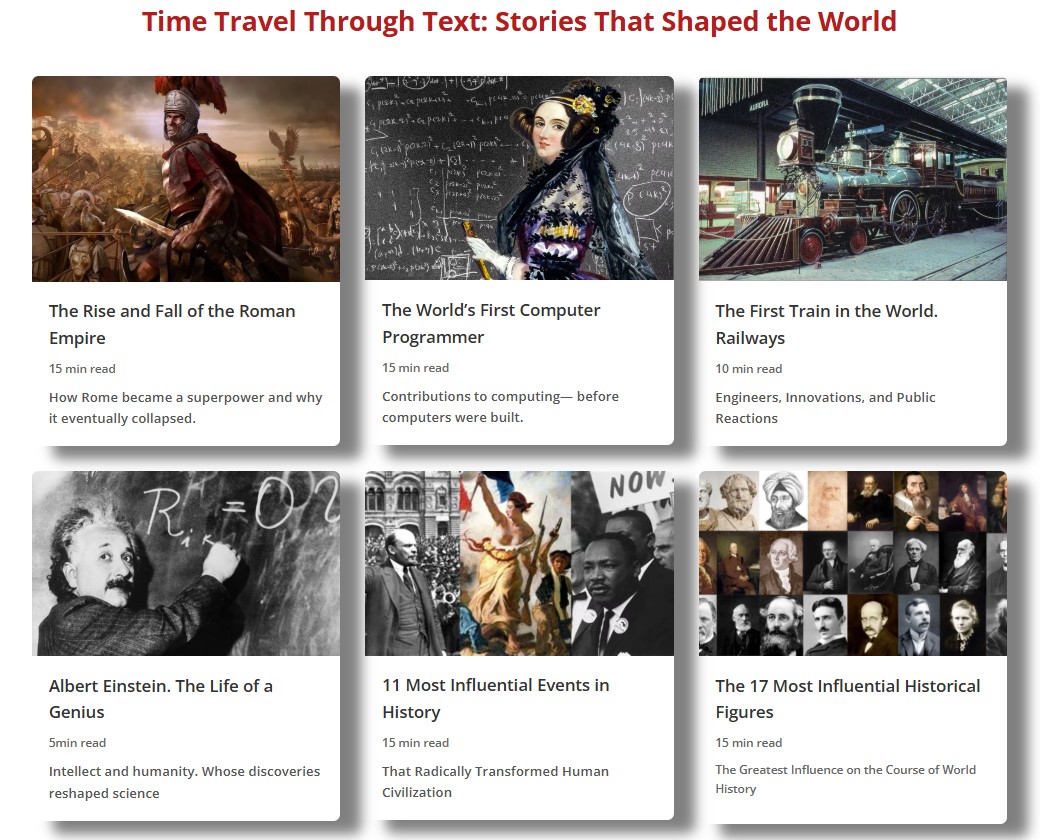 Time Travel Through Text: Stories That Shaped the World
AURORA
The Rise and Fall of the Roman
Empire
15 min read
How Rome became a superpower and why
it eventually collapsed.
The World’s First Computer
Programmer
15 min read
Contributions to computing— before
computers were built.
The First Train in the World.
Railways
10 min read
Engineers, Innovations, and Public
Reactions
NOW
Albert Einstein. The Life of a
Genius
5min read
Intellect and humanity. Whose discoveries
reshaped science
11 Most Influential Events in
History
15 min read
That Radically Transformed Human
Civilization
The 17 Most Influential Historical
Figures
15 min read
The Greatest Influence on the Course of World
History